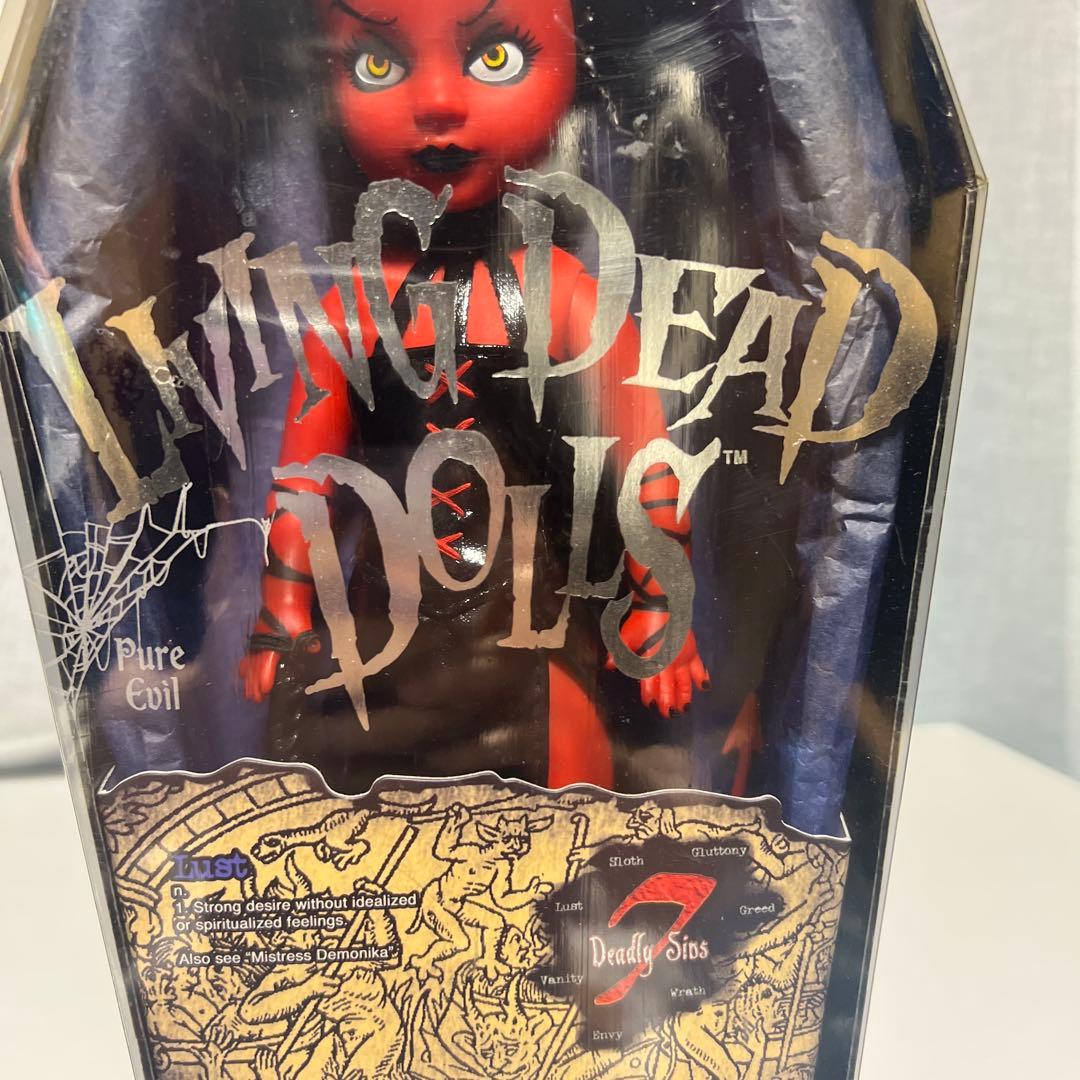 LIVING DEAD
DOLLS™
Pure
Evil
Lust
n.
1. Strong desire without idealized
or spiritualized feelings.
Also see "Mistress Demonika"
Sloth
Gluttony
Lust
Greed
7
Deadly Sins
Vanity
Wrath
Envy